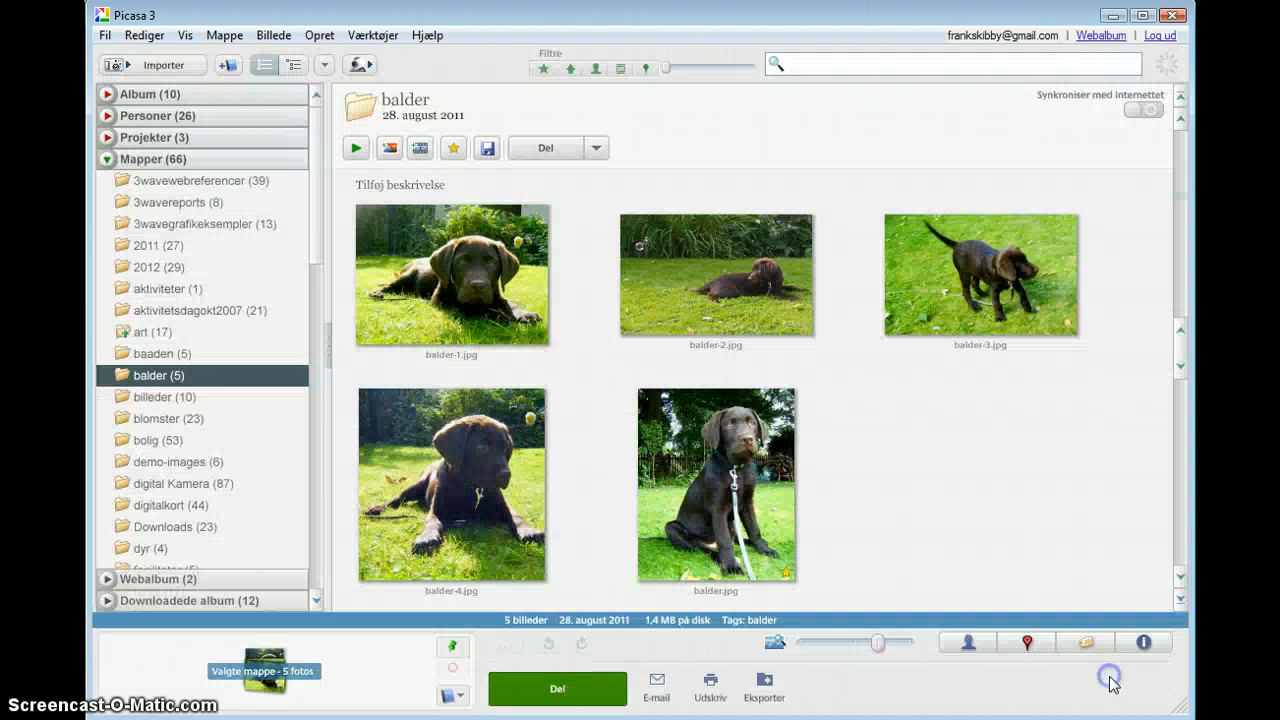 Picasa 3
Fil Rediger Vis Mappe Billede Opret Værktøjer Hjælp
frankskibby@gmail.com | Webalbum | Log ud
Importer
Filtre
Album (10)
Personer (26)
Projekter (3)
Mapper (66)
3wavewebreferencer (39)
3wavereports (8)
3wavegrafikeksempler (13)
2011 (27)
2012 (29)
aktiviteter (1)
aktivitetsdagokt2007 (21)
art (17)
baaden (5)
balder (5)
billeder (10)
blomster (23)
bolig (53)
demo-images (6)
digital Kamera (87)
digitalkort (44)
Downloads (23)
dyr (4)
Webalbum (2)
Downloadede album (12)
balder
28. august 2011
Synkroniser med internettet
Del
Tilføj beskrivelse
balder-1.jpg
balder-2.jpg
balder-3.jpg
balder-4.jpg
balder.jpg
5 billeder 28. august 2011 1,4 MB på disk Tags: balder
Valgte mappe - 5 fotos
Del
E-mail
Udskriv
Eksporter
Screencast-O-Matic.com